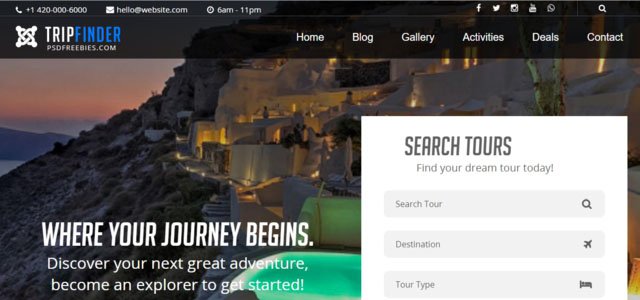 +1 420-000-6000 hello@website.com 6am - 11pm
TRIPFINDER
PSDFREEBIES.COM
Home Blog Gallery Activities Deals Contact
SEARCH TOURS
Find your dream tour today!
Search Tour
Destination
Tour Type
WHERE YOUR JOURNEY BEGINS.
Discover your next great adventure,
become an explorer to get started!